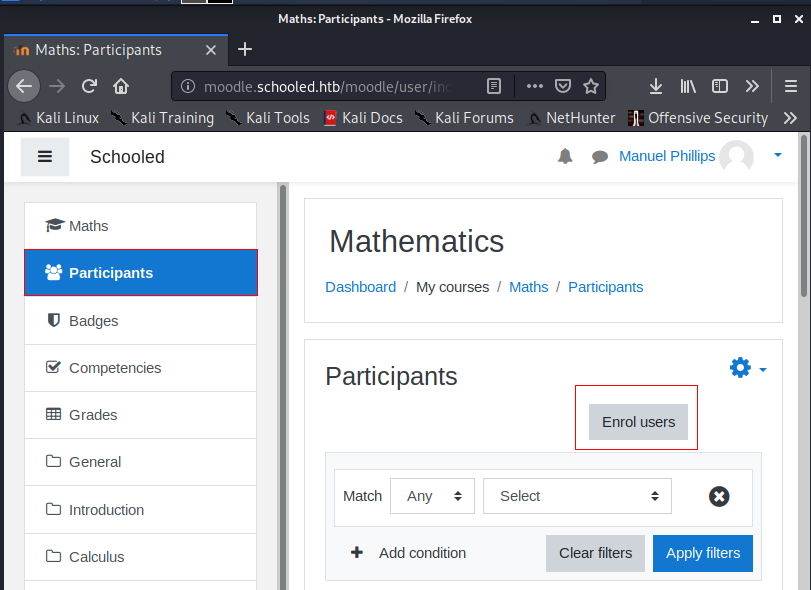 Maths: Participants - Mozilla Firefox
Maths: Participants
moodle.schooled.htb/moodle/user/in
Kali Linux Kali Training Kali Tools Kali Docs Kali Forums NetHunter Offensive Security
Schooled
Manuel Phillips
Maths
Participants
Badges
Competencies
Grades
General
Introduction
Calculus
Mathematics
Dashboard / My courses / Maths / Participants
Participants
Enrol users
Match Any Select
Add condition Clear filters Apply filters